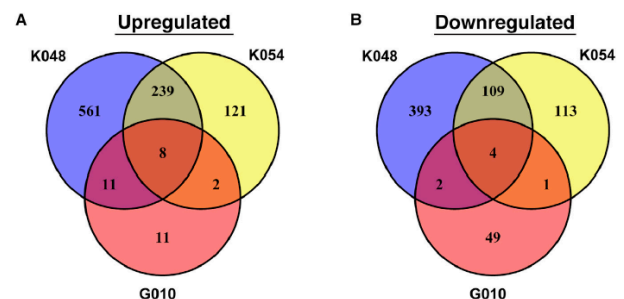 A Upregulated
K048 K054
561 239 121
8
11 2
11
G010
B Downregulated
K048 K054
393 109 113
4
2 1
49
G010